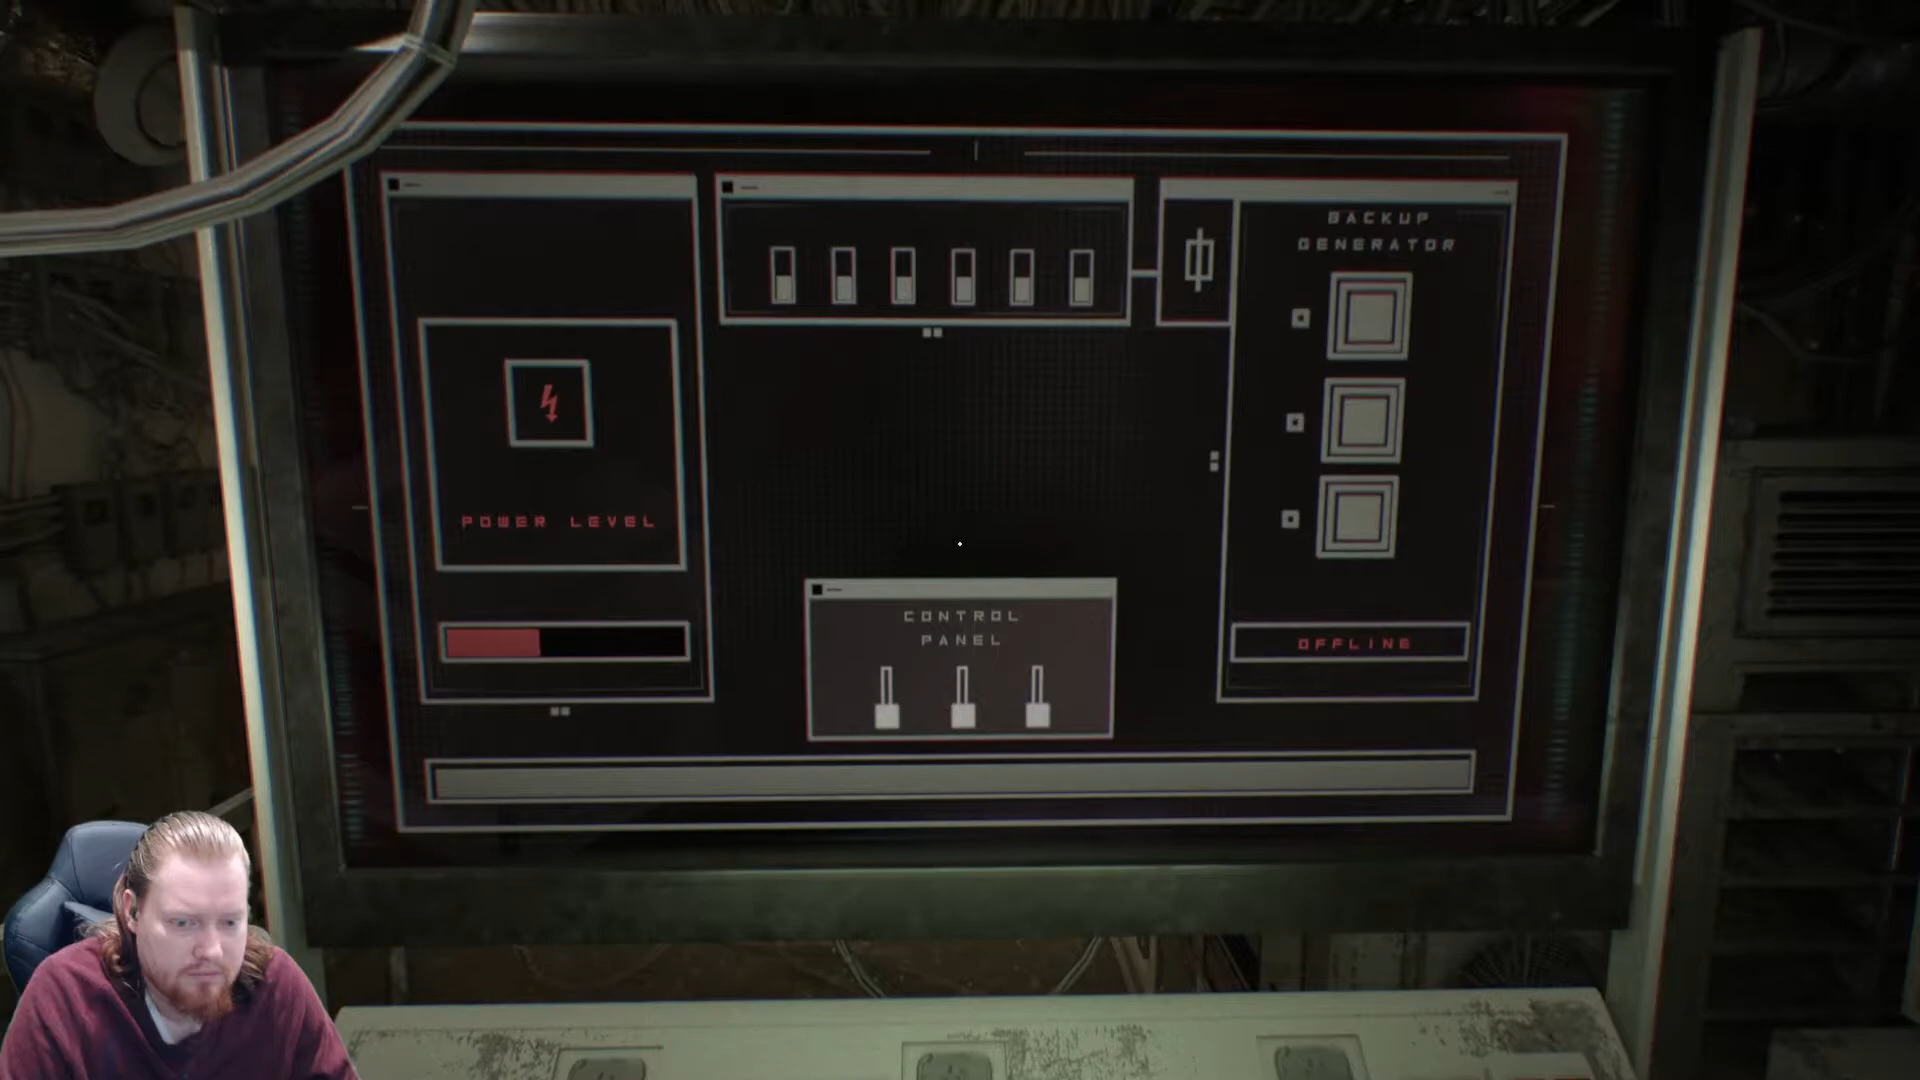 BACKUP
GENERATOR
POWER LEVEL
CONTROL
PANEL
OFFLINE